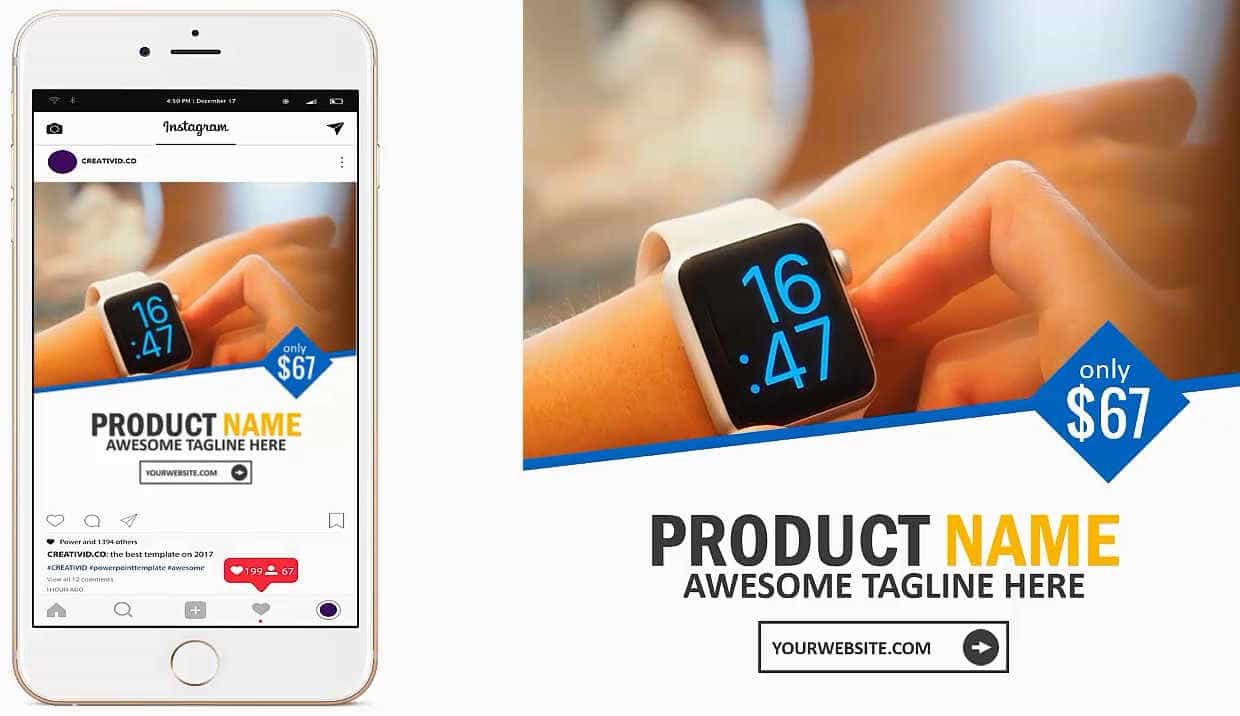 4:50 PM | December 17
Instagram
CREATIVID.CO
16
:47
only
$67
PRODUCT NAME
AWESOME TAGLINE HERE
YOURWEBSITE.COM
Power and 1394 others
CREATIVID.CO: the best template on 2017
#CREATIVID #powerpointtemplate #awesome
View all 12 comments
1 HOUR AGO
199 67
16
:47
only
$67
PRODUCT NAME
AWESOME TAGLINE HERE
YOURWEBSITE.COM